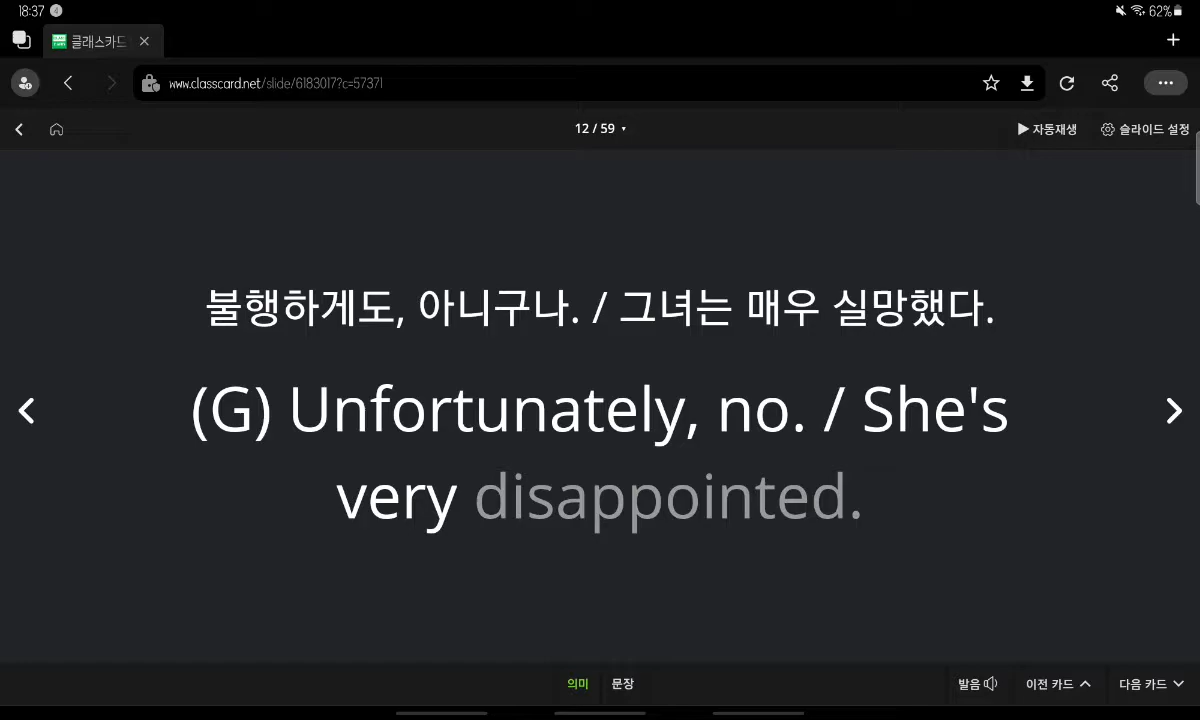 18:37 4 62%
클래스카드
www.classcard.net/slide/6183017?c=57371
12 / 59 자동재생 슬라이드 설정
불행하게도, 아니구나. / 그녀는 매우 실망했다.
(G) Unfortunately, no. / She's
very disappointed.
의미 문장 발음 이전 카드 다음 카드